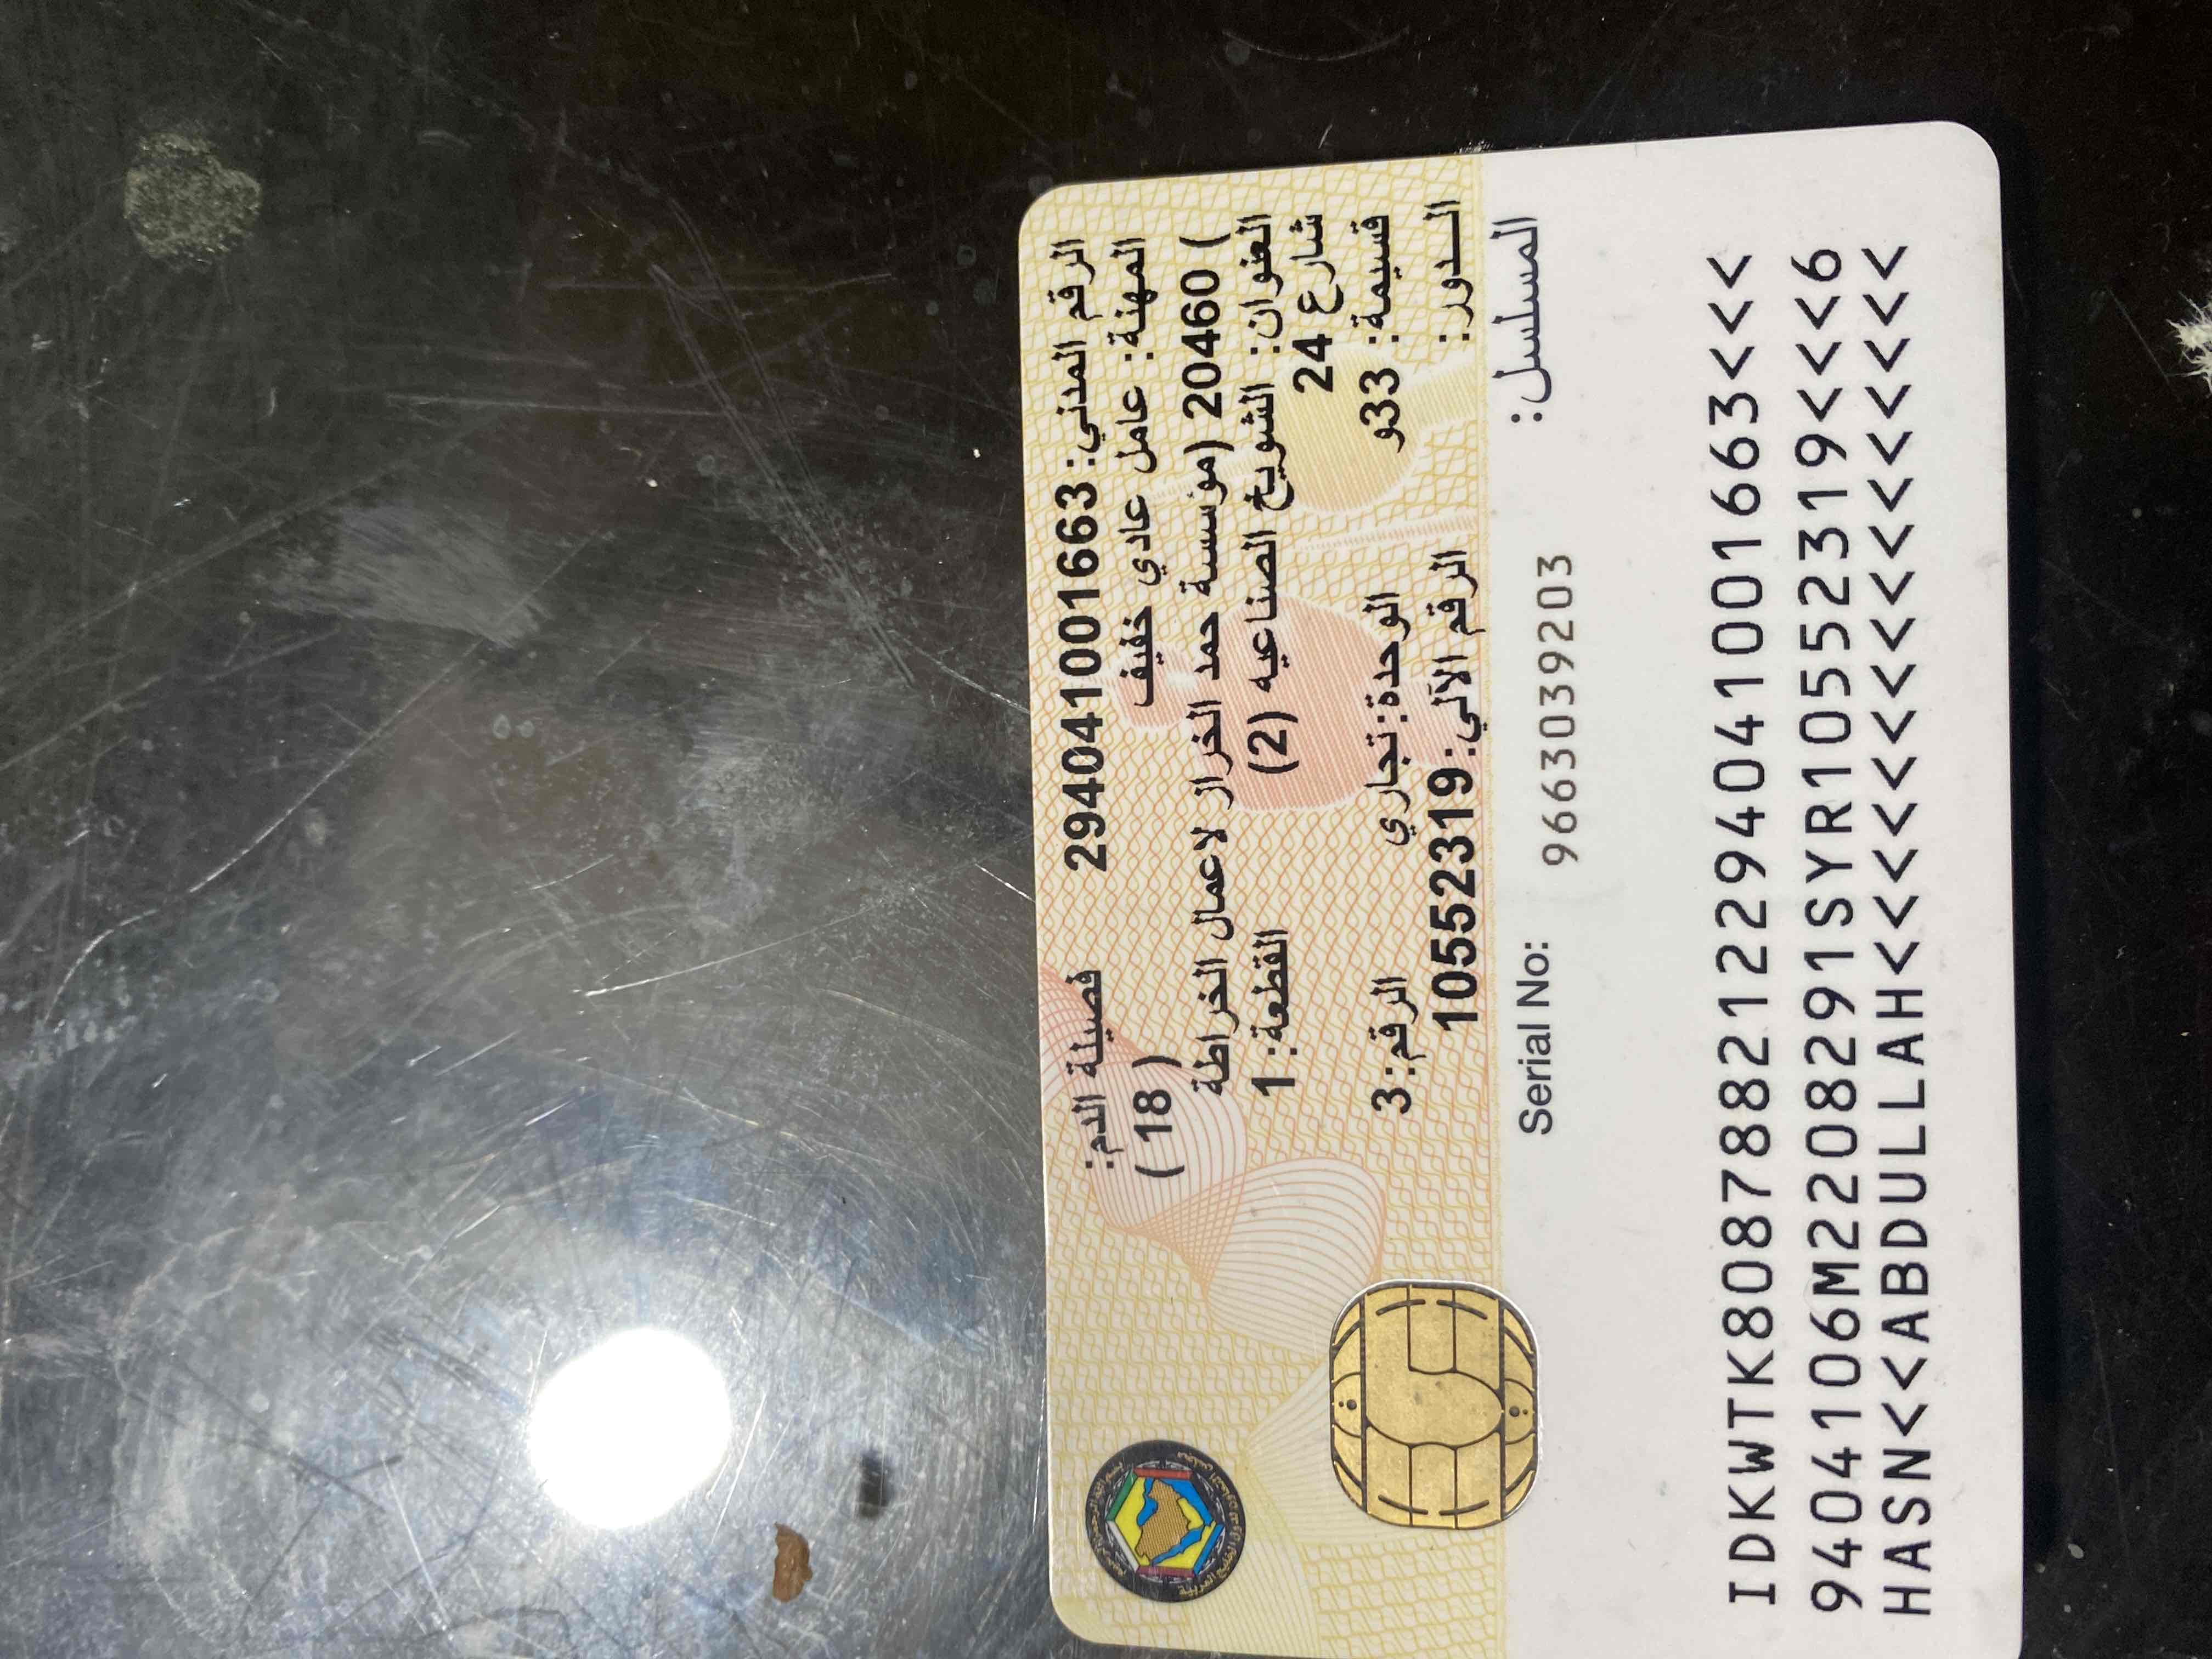 الرقم المدني: 294041001663 فصيلة الدم:
المهنة: عامل عادي خفيف ( 18 )
( 20460 (مؤسسة حمد الخراز لاعمال الخراطة
العنوان: الشويخ الصناعيه (2) القطعة: 1
شارع 24
قسيمة: 33و الوحدة: تجاري الرقم: 3
الــدور: الرقم الآلي: 10552319
المسلسل: 9663039203 Serial No:
IDKWTK808788212294041001663<<<
9404106M2208291SYR10552319<<<6
HASN<<ABDULLAH<<<<<<<<<<<<<<<<